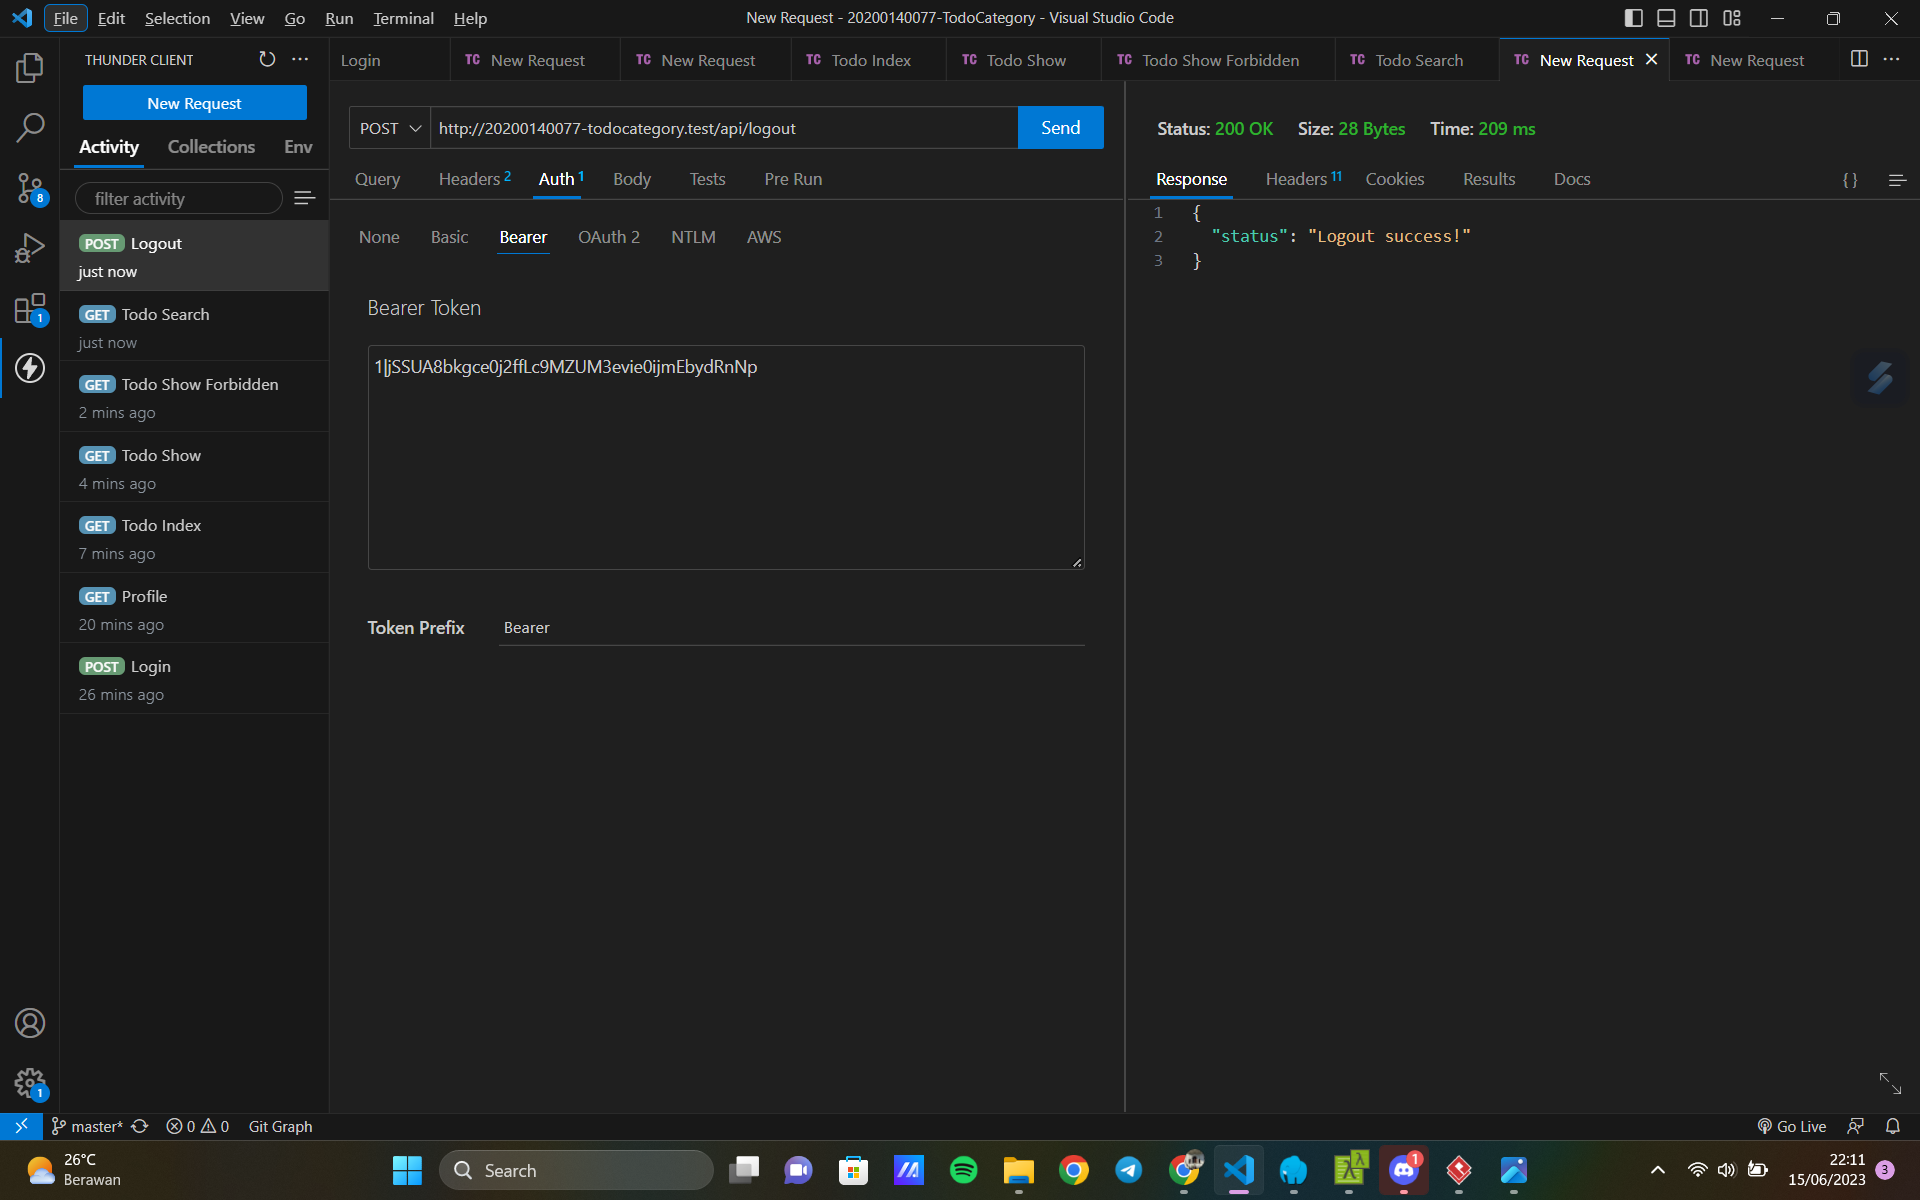 File Edit Selection View Go Run Terminal Help
New Request - 20200140077-TodoCategory - Visual Studio Code
THUNDER CLIENT
Login
TC New Request
TC New Request
TC Todo Index
TC Todo Show
TC Todo Show Forbidden
TC Todo Search
TC New Request
TC New Request
New Request
Activity Collections Env
filter activity
POST Logout
just now
GET Todo Search
just now
GET Todo Show Forbidden
2 mins ago
GET Todo Show
4 mins ago
GET Todo Index
7 mins ago
GET Profile
20 mins ago
POST Login
26 mins ago
8
1
1
POST http://20200140077-todocategory.test/api/logout Send
Query Headers 2 Auth 1 Body Tests Pre Run
None Basic Bearer OAuth 2 NTLM AWS
Bearer Token
1|jSSUA8bkgce0j2ffLc9MZUM3evie0ijmEbydRnNp
Token Prefix Bearer
Status: 200 OK Size: 28 Bytes Time: 209 ms
Response Headers 11 Cookies Results Docs {}
1 {
2 "status": "Logout success!"
3 }
master* 0 0 Git Graph
Go Live
26°C
Berawan
Search
1
22:11
15/06/2023
3